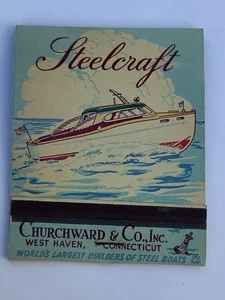 Steelcraft
CHURCHWARD & CO., INC.
WEST HAVEN, CONNECTICUT
WORLD'S LARGEST BUILDERS OF STEEL BOATS